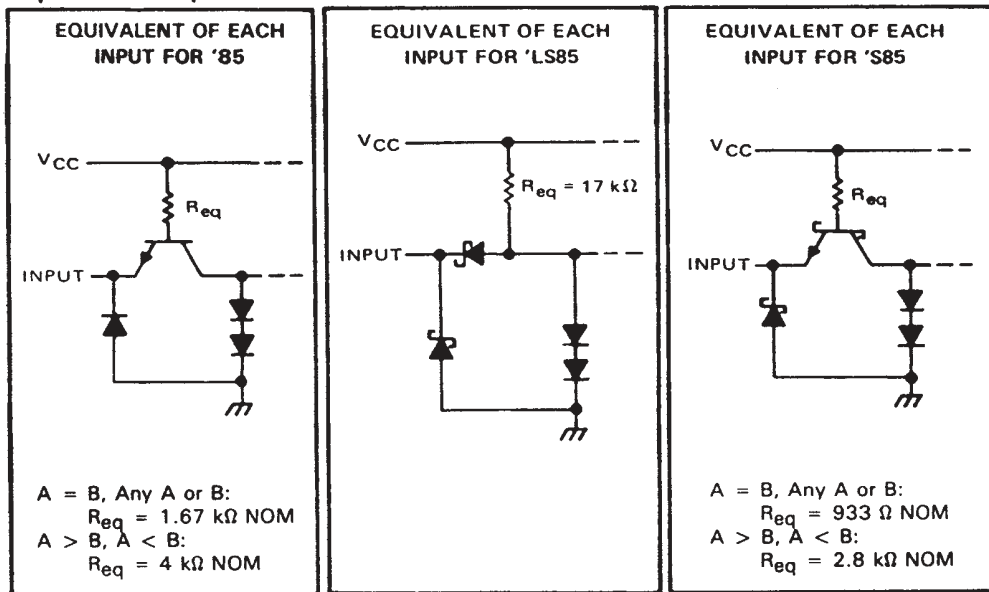 EQUIVALENT OF EACH
INPUT FOR '85
VCC
Req
INPUT
A = B, Any A or B:
Req = 1.67 kΩ NOM
A > B, A < B:
Req = 4 kΩ NOM
EQUIVALENT OF EACH
INPUT FOR 'LS85
VCC
Req = 17 kΩ
INPUT
EQUIVALENT OF EACH
INPUT FOR 'S85
VCC
Req
INPUT
A = B, Any A or B:
Req = 933 Ω NOM
A > B, A < B:
Req = 2.8 kΩ NOM